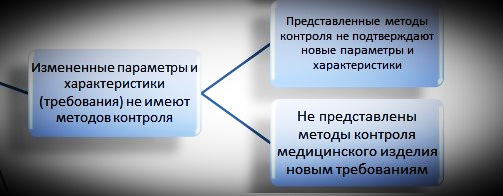 Измененные параметры и
характеристики
(требования) не имеют
методов контроля
Представленные методы
контроля не подтверждают
новые параметры и
характеристики
Не представлены
методы контроля
медицинского изделия
новым требованиям